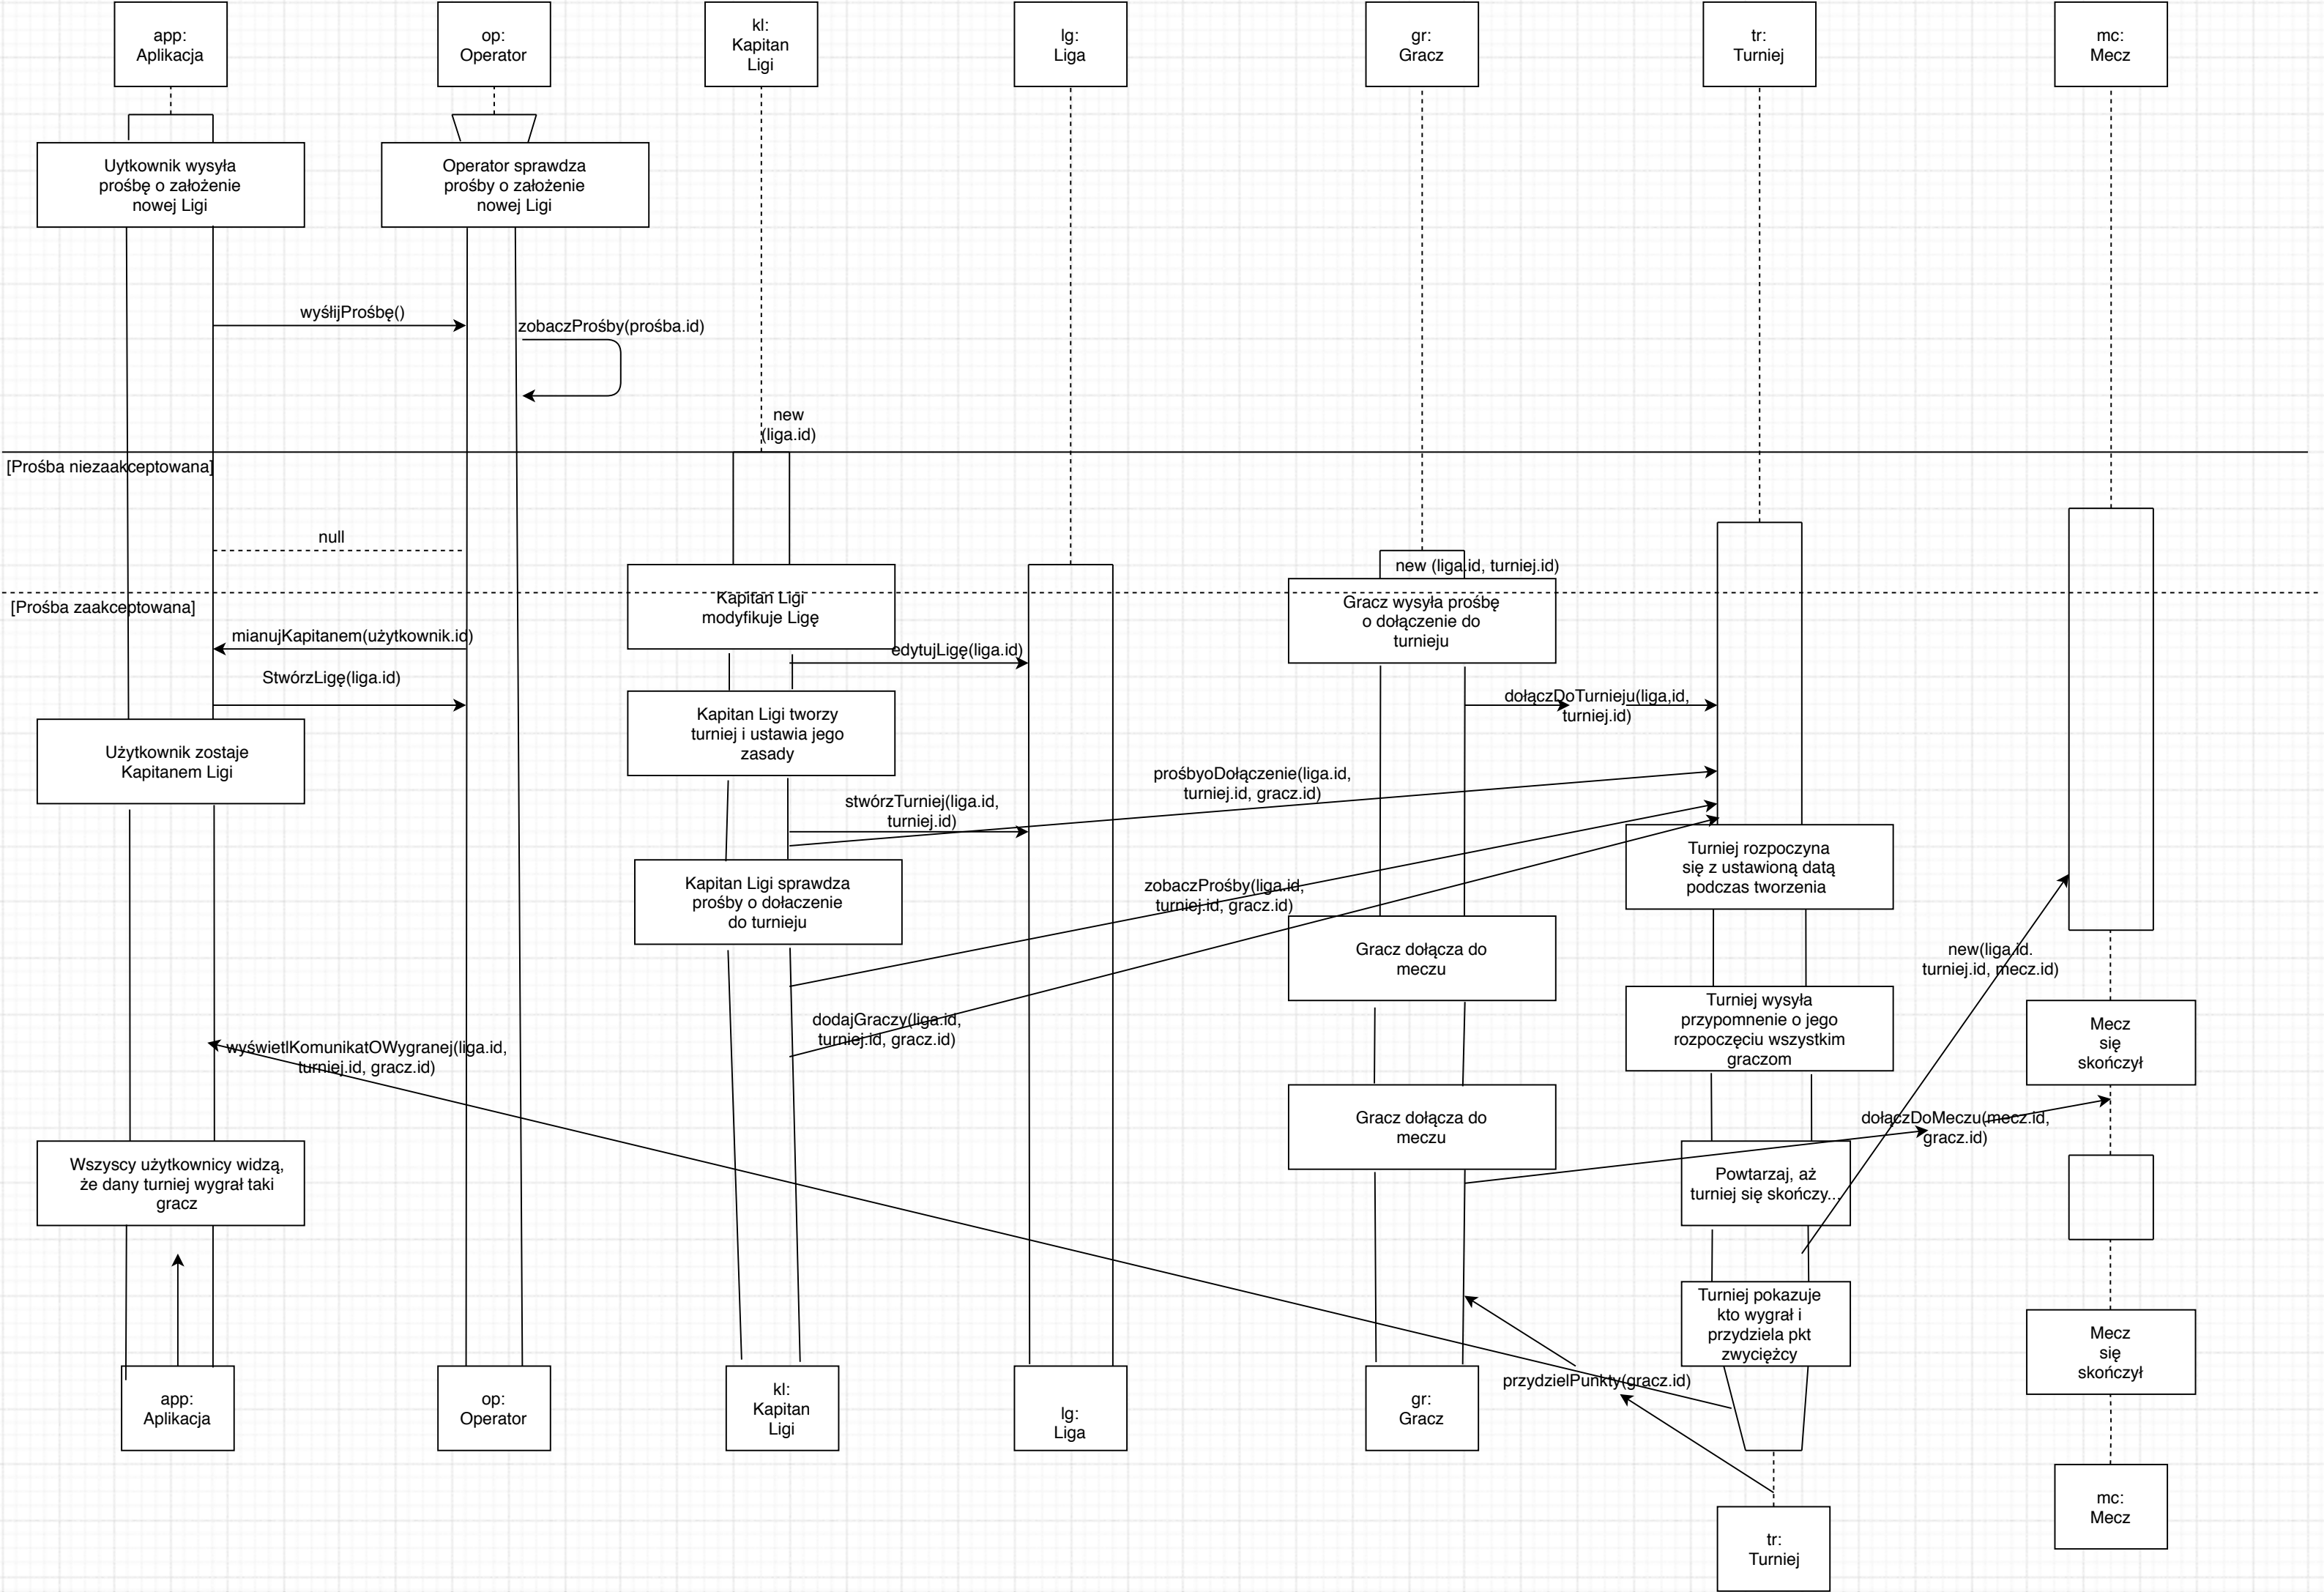 app:
Aplikacja
op:
Operator
kl:
Kapitan
Ligi
lg:
Liga
gr:
Gracz
tr:
Turniej
mc:
Mecz
Uytkownik wysyła
prośbę o założenie
nowej Ligi
Operator sprawdza
prośby o założenie
nowej Ligi
wyśłijProśbę()
zobaczProśby(prośba.id)
new
(liga.id)
[Prośba niezaakceptowana]
null
new (liga.id, turniej.id)
[Prośba zaakceptowana]
Kapitan Ligi
modyfikuje Ligę
Gracz wysyła prośbę
o dołączenie do
turnieju
mianujKapitanem(użytkownik.id)
edytujLigę(liga.id)
StwórzLigę(liga.id)
dołączDoTurnieju(liga,id,
turniej.id)
Kapitan Ligi tworzy
turniej i ustawia jego
zasady
Użytkownik zostaje
Kapitanem Ligi
prośbyoDołączenie(liga.id,
turniej.id, gracz.id)
stwórzTurniej(liga.id,
turniej.id)
Turniej rozpoczyna
się z ustawioną datą
podczas tworzenia
Kapitan Ligi sprawdza
prośby o dołaczenie
do turnieju
zobaczProśby(liga.id,
turniej.id, gracz.id)
Gracz dołącza do
meczu
new(liga.id.
turniej.id, mecz.id)
Turniej wysyła
przypomnenie o jego
rozpoczęciu wszystkim
graczom
Mecz
się
skończył
dodajGraczy(liga.id,
turniej.id, gracz.id)
wyświetlKomunikatOWygranej(liga.id,
turniej.id, gracz.id)
Gracz dołącza do
meczu
dołączDoMeczu(mecz.id,
gracz.id)
Wszyscy użytkownicy widzą,
że dany turniej wygrał taki
gracz
Powtarzaj, aż
turniej się skończy...
Turniej pokazuje
kto wygrał i
przydziela pkt
zwyciężcy
Mecz
się
skończył
przydzielPunkty(gracz.id)
app:
Aplikacja
op:
Operator
kl:
Kapitan
Ligi
lg:
Liga
gr:
Gracz
mc:
Mecz
tr:
Turniej